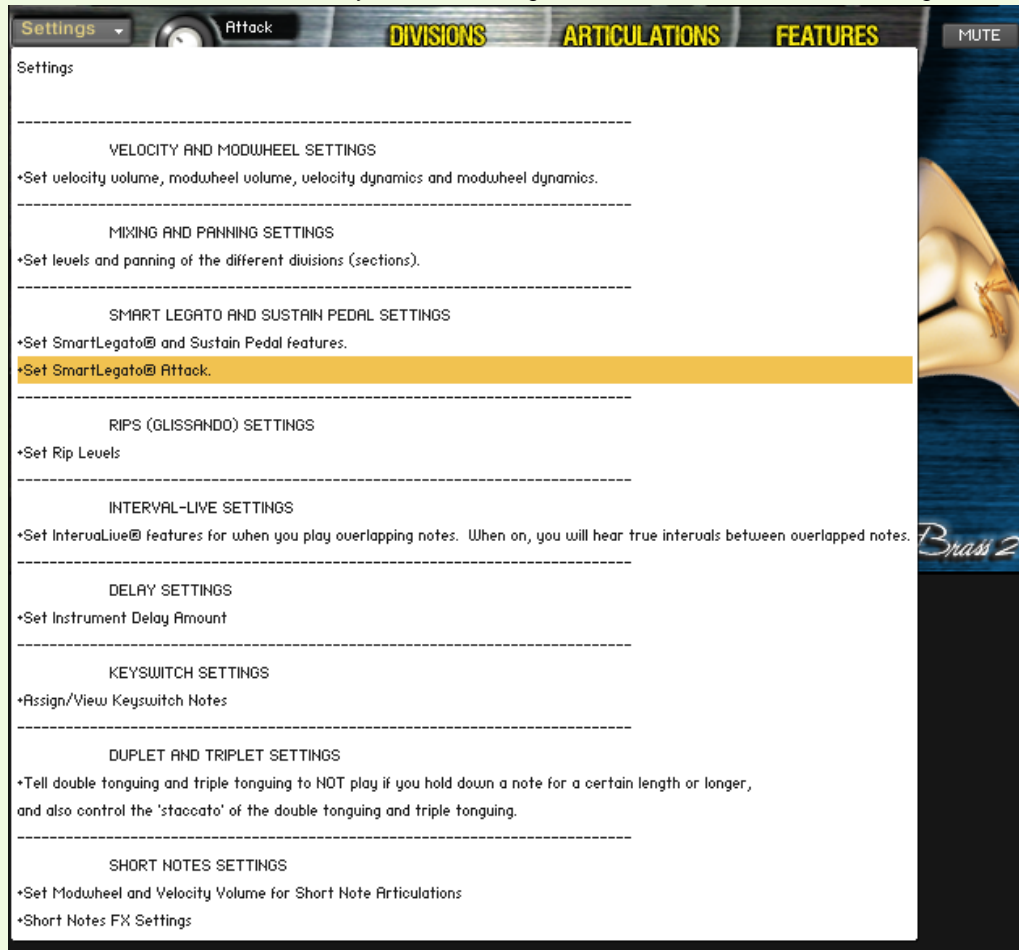 Settings
Attack
DIVISIONS
ARTICULATIONS
FEATURES
MUTE
Settings
------------------------------------------------------------------------------
VELOCITY AND MODWHEEL SETTINGS
+Set velocity volume, modwheel volume, velocity dynamics and modwheel dynamics.
------------------------------------------------------------------------------
MIXING AND PANNING SETTINGS
+Set levels and panning of the different divisions (sections).
------------------------------------------------------------------------------
SMART LEGATO AND SUSTAIN PEDAL SETTINGS
+Set SmartLegato® and Sustain Pedal features.
+Set SmartLegato® Attack.
------------------------------------------------------------------------------
RIPS (GLISSANDO) SETTINGS
+Set Rip Levels
------------------------------------------------------------------------------
INTERVAL-LIVE SETTINGS
+Set IntervaLive® features for when you play overlapping notes. When on, you will hear true intervals between overlapped notes.
------------------------------------------------------------------------------
DELAY SETTINGS
+Set Instrument Delay Amount
------------------------------------------------------------------------------
KEYSWITCH SETTINGS
+Assign/View Keyswitch Notes
------------------------------------------------------------------------------
DUPLET AND TRIPLET SETTINGS
+Tell double tonguing and triple tonguing to NOT play if you hold down a note for a certain length or longer,
and also control the 'staccato' of the double tonguing and triple tonguing.
------------------------------------------------------------------------------
SHORT NOTES SETTINGS
+Set Modwheel and Velocity Volume for Short Note Articulations
+Short Notes FX Settings
Brass 2